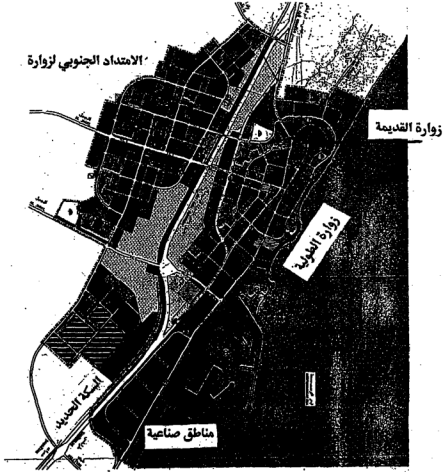 الامتداد الجنوبي لزوارة
زوارة القديمة
زوارة الطولية
السكة الحديد
مناطق صناعية